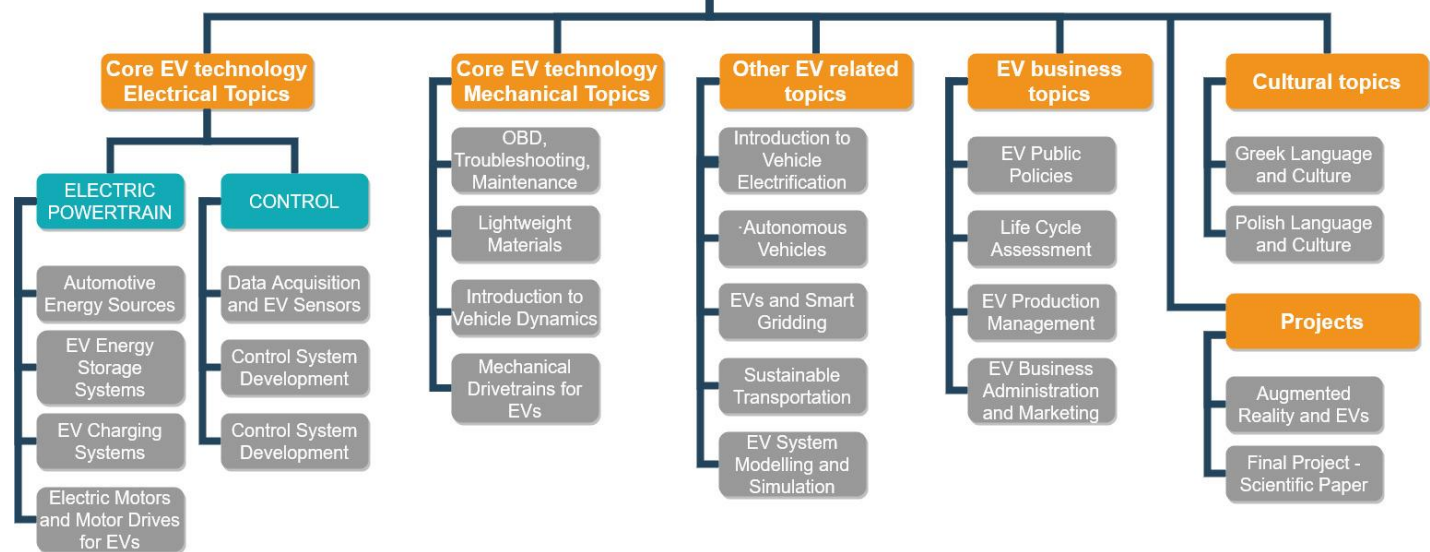 Core EV technology
Electrical Topics
ELECTRIC
POWERTRAIN
Automotive
Energy Sources
EV Energy
Storage
Systems
EV Charging
Systems
Electric Motors
and Motor Drives
for EVs
CONTROL
Data Acquisition
and EV Sensors
Control System
Development
Control System
Development
Core EV technology
Mechanical Topics
OBD,
Troubleshooting,
Maintenance
Lightweight
Materials
Introduction to
Vehicle Dynamics
Mechanical
Drivetrains for
EVs
Other EV related
topics
Introduction to
Vehicle
Electrification
·Autonomous
Vehicles
EVs and Smart
Gridding
Sustainable
Transportation
EV System
Modelling and
Simulation
EV business
topics
EV Public
Policies
Life Cycle
Assessment
EV Production
Management
EV Business
Administration
and Marketing
Cultural topics
Greek Language
and Culture
Polish Language
and Culture
Projects
Augmented
Reality and EVs
Final Project -
Scientific Paper